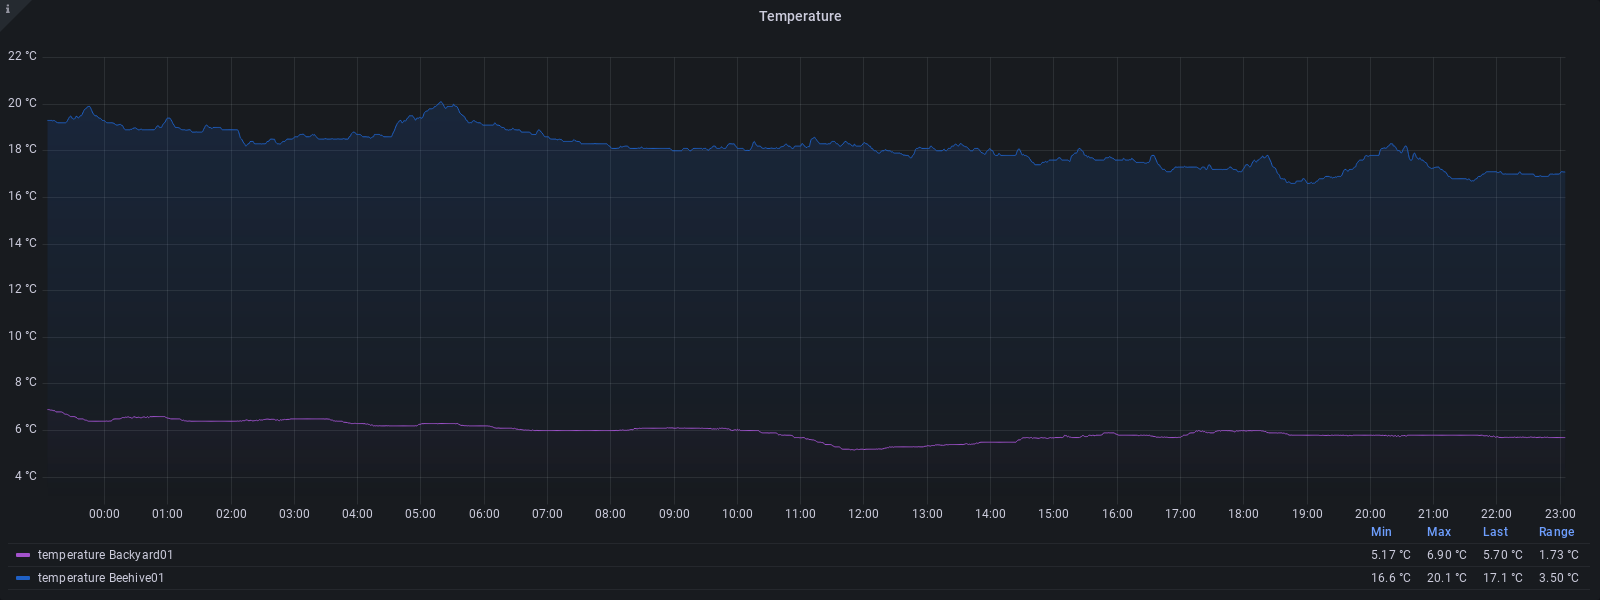 i
Temperature
22 °C
20 °C
18 °C
16 °C
14 °C
12 °C
10 °C
8 °C
6 °C
4 °C
00:00 01:00 02:00 03:00 04:00 05:00 06:00 07:00 08:00 09:00 10:00 11:00 12:00 13:00 14:00 15:00 16:00 17:00 18:00 19:00 20:00 21:00 22:00 23:00
Min Max Last Range
temperature Backyard01 5.17 °C 6.90 °C 5.70 °C 1.73 °C
temperature Beehive01 16.6 °C 20.1 °C 17.1 °C 3.50 °C